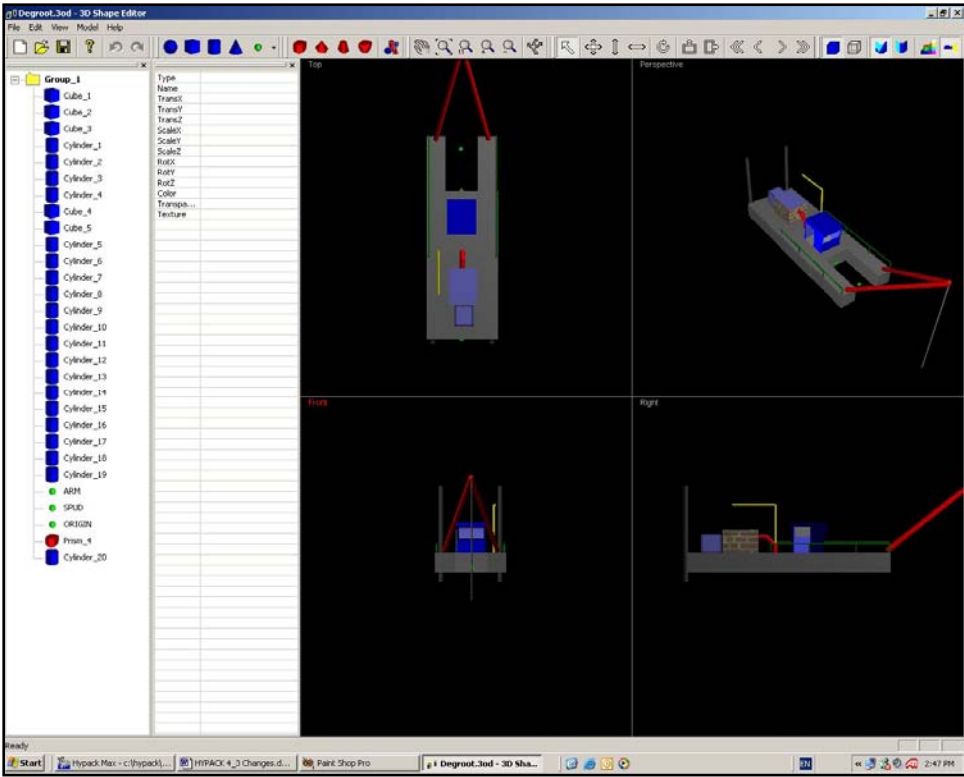 Degroot.3od - 3D Shape Editor
File Edit View Model Help
Group_1
Cube_1
Cube_2
Cube_3
Cylinder_1
Cylinder_2
Cylinder_3
Cylinder_4
Cube_4
Cube_5
Cylinder_5
Cylinder_6
Cylinder_7
Cylinder_8
Cylinder_9
Cylinder_10
Cylinder_11
Cylinder_12
Cylinder_13
Cylinder_14
Cylinder_15
Cylinder_16
Cylinder_17
Cylinder_18
Cylinder_19
ARM
SPUD
ORIGIN
Prism_4
Cylinder_20
Type
Name
TransX
TransY
TransZ
ScaleX
ScaleY
ScaleZ
RotX
RotY
RotZ
Color
Transpa...
Texture
Top
Perspective
Front
Right
Ready
Start Hypack Max - c:\hypack\... HYPACK 4_3 Changes.d... Paint Shop Pro Degroot.3od - 3D Sha... EN 2:47 PM